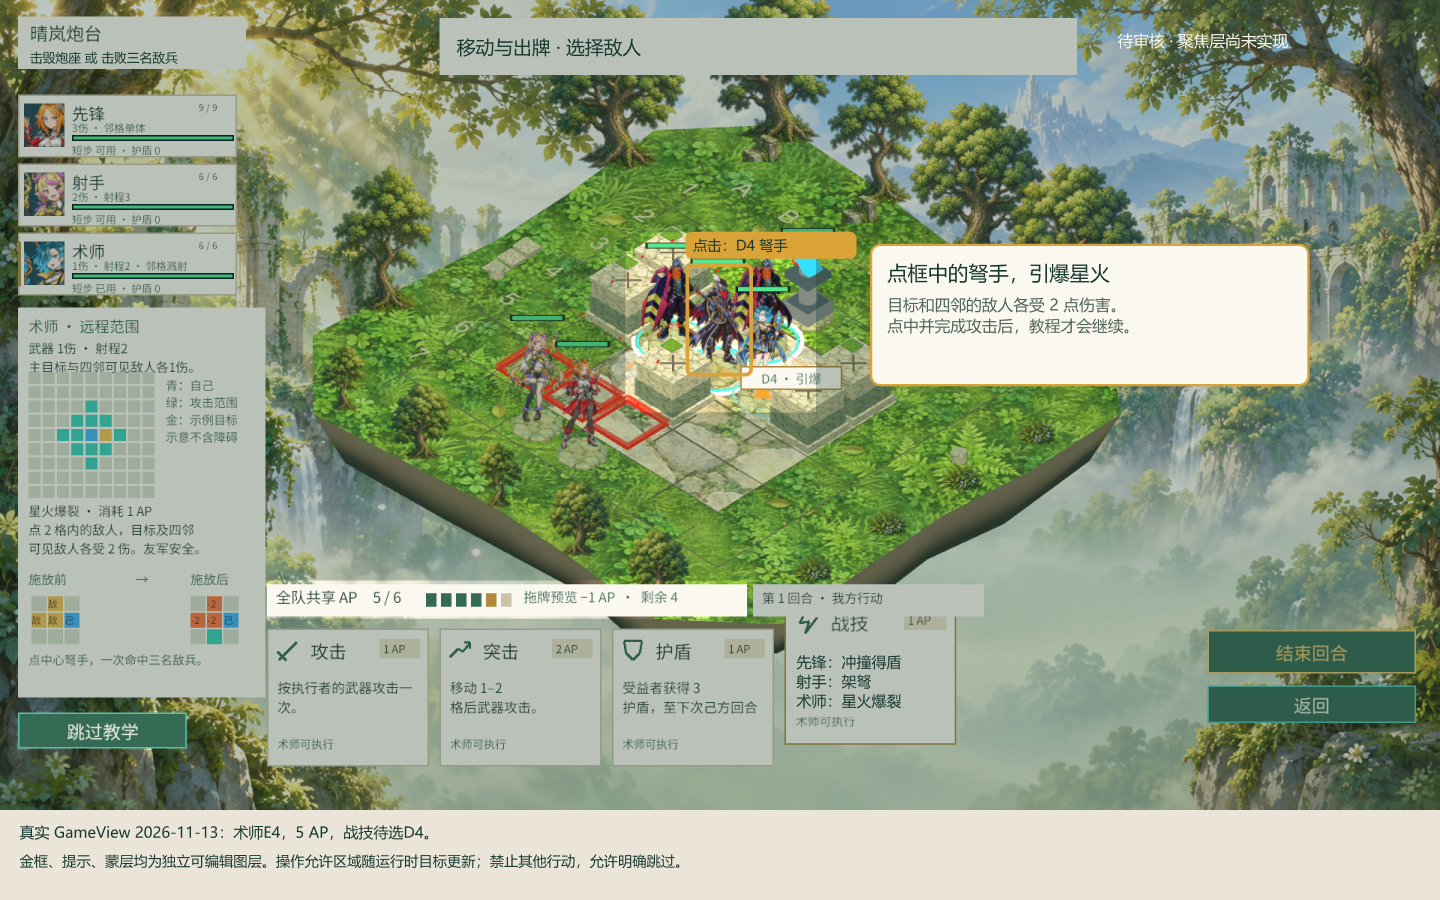 晴岚炮台
击毁炮座 或 击败三名敌兵
移动与出牌 · 选择敌人
待审核 · 聚焦层尚未实现
先锋
9 / 9
3伤 · 邻格单体
短步 可用 · 护盾 0
射手
6 / 6
2伤 · 射程3
短步 可用 · 护盾 0
术师
6 / 6
1伤 · 射程2 · 邻格溅射
短步 已用 · 护盾 0
术师 · 远程范围
武器 1伤 · 射程2
主目标与四邻可见敌人各1伤。
青：自己
绿：攻击范围
金：示例目标
示意不含障碍
星火爆裂 · 消耗 1 AP
点 2 格内的敌人，目标及四邻
可见敌人各受 2 伤。友军安全。
施放前 → 施放后
敌
敌 敌 己
-2
-2 -2 己
点中心弩手，一次命中三名敌兵。
跳过教学
点击：D4 弩手
D4 · 引爆
点框中的弩手，引爆星火
目标和四邻的敌人各受 2 点伤害。
点中并完成攻击后，教程才会继续。
全队共享 AP 5 / 6 拖牌预览 −1 AP · 剩余 4
第 1 回合 · 我方行动
攻击 1 AP
按执行者的武器攻击一
次。
术师可执行
突击 2 AP
移动 1–2
格后武器攻击。
术师可执行
护盾 1 AP
受益者获得 3
护盾，至下次己方回合
术师可执行
战技 1 AP
先锋：冲撞得盾
射手：架弩
术师：星火爆裂
术师可执行
结束回合
返回
真实 GameView 2026-11-13：术师E4，5 AP，战技待选D4。
金框、提示、蒙层均为独立可编辑图层。操作允许区域随运行时目标更新；禁止其他行动，允许明确跳过。